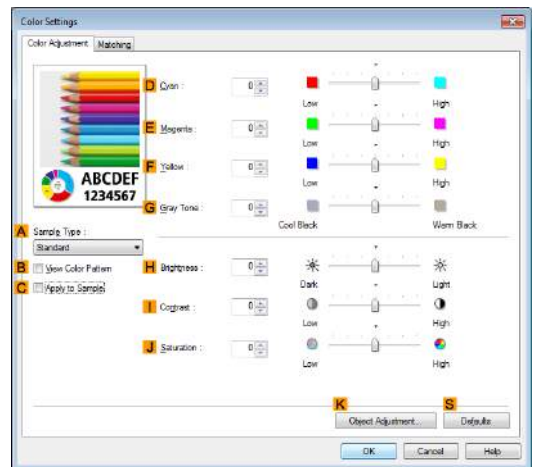 Color Settings
Color Adjustment Matching
D Cyan : 0
Low High
E Magenta : 0
Low High
F Yellow : 0
Low High
ABCDEF
1234567
G Gray Tone : 0
Cool Black Warm Black
A Sample Type :
Standard
B View Color Pattern
H Brightness : 0
Dark Light
C Apply to Sample
I Contrast : 0
Low High
J Saturation : 0
Low High
K S
Object Adjustment... Defaults
OK Cancel Help